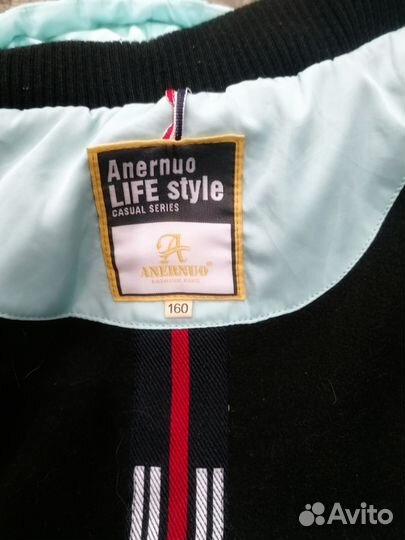 Anernuo
LIFE style
CASUAL SERIES
A
ANERNUO®
160
Avito